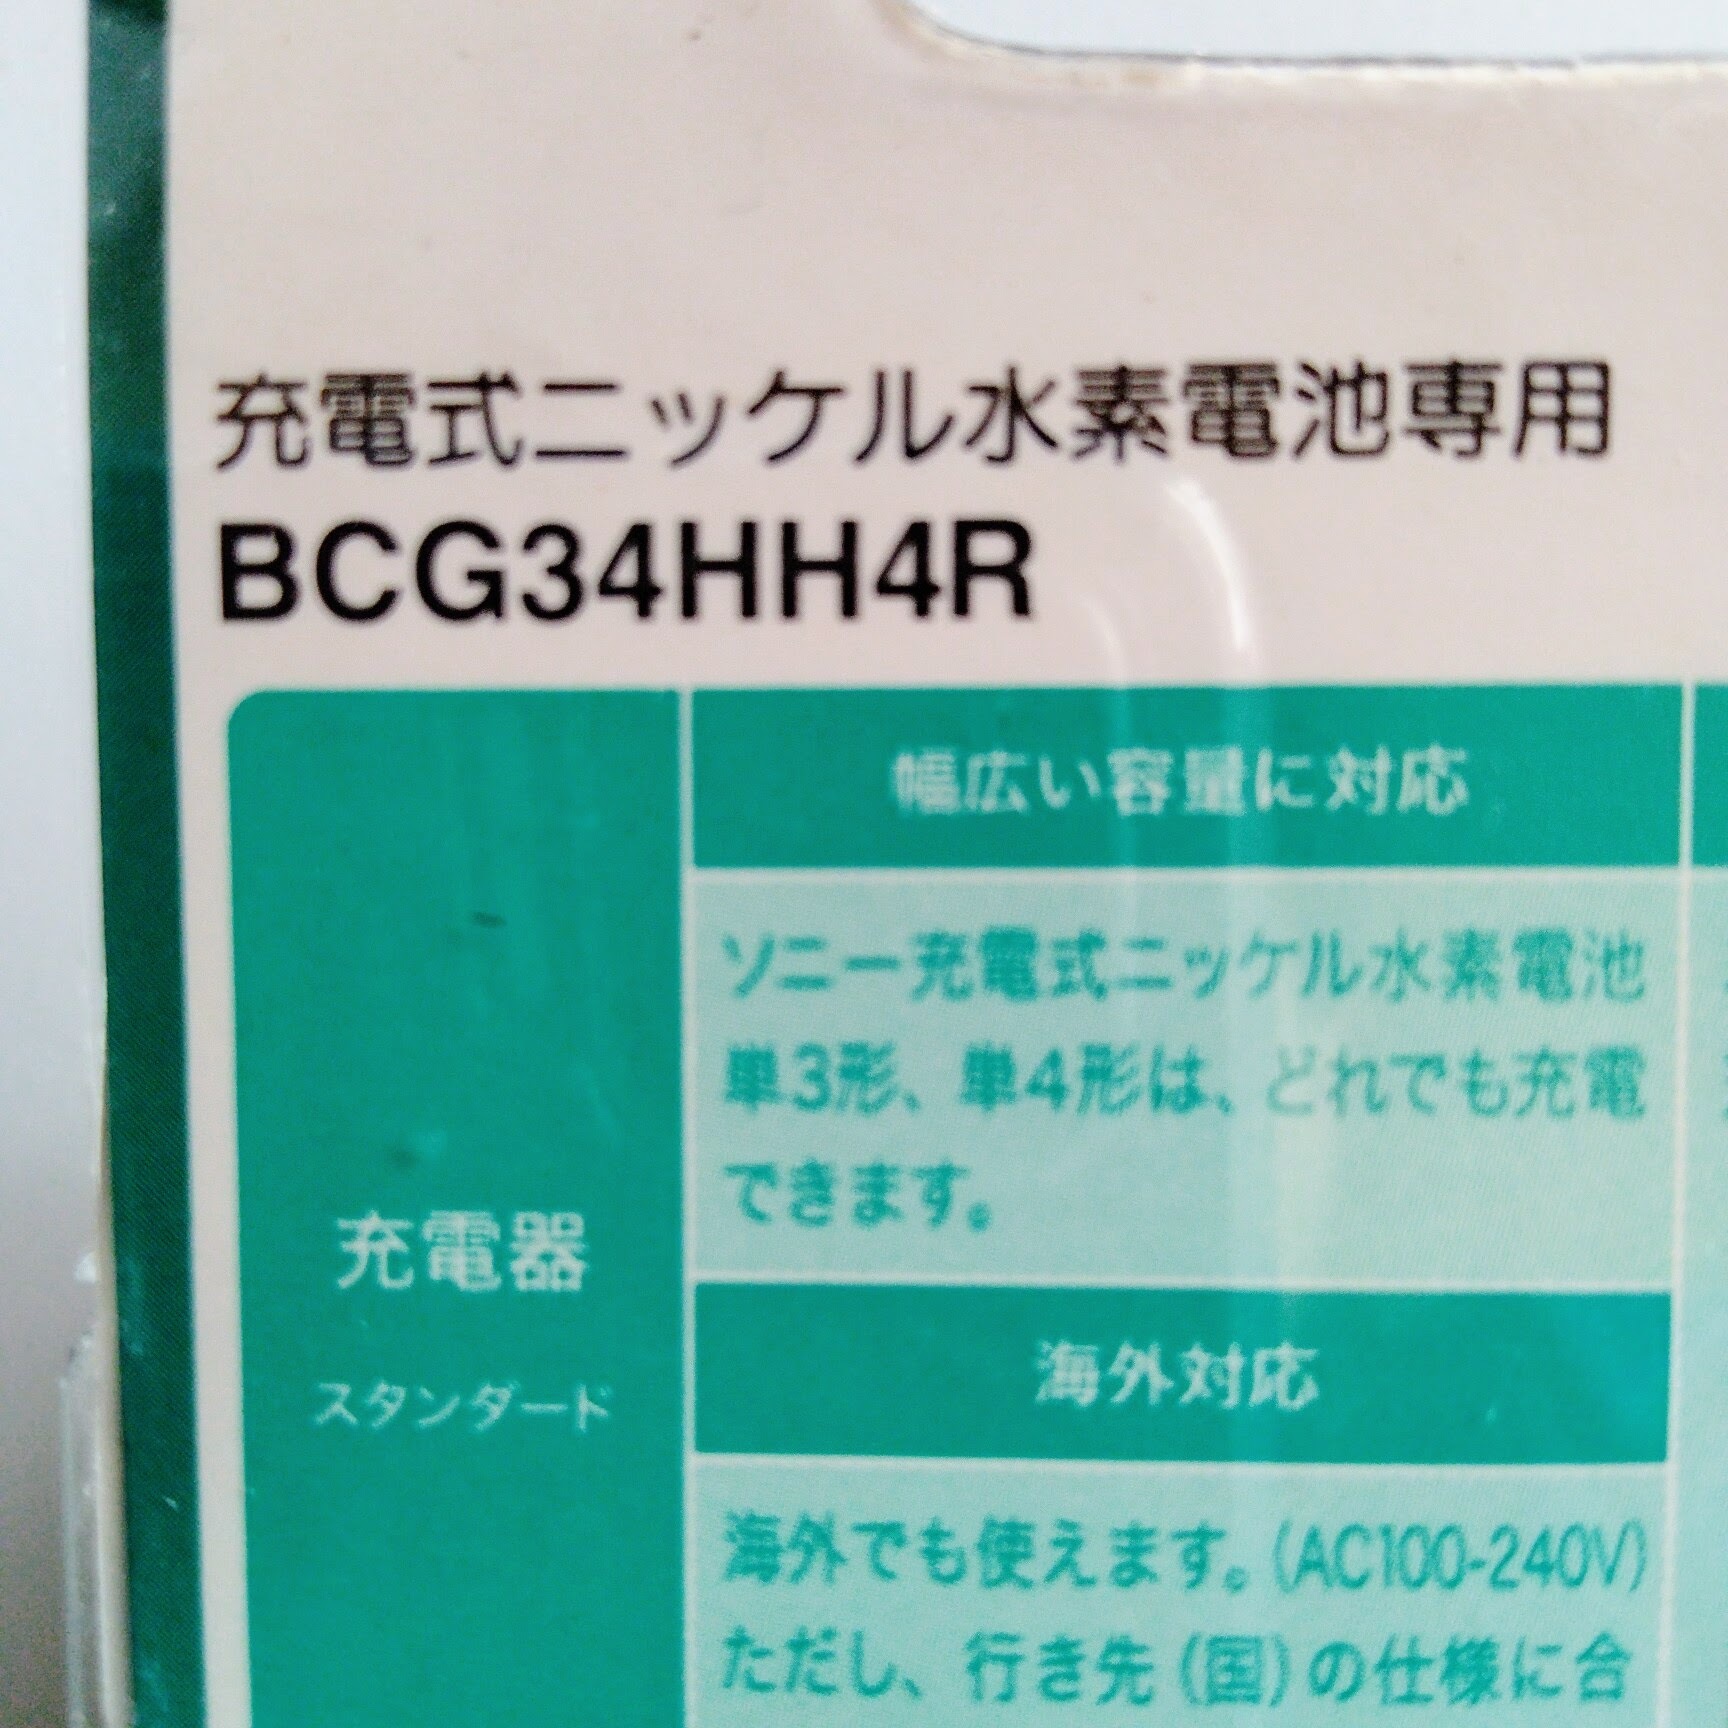 充電式ニッケル水素電池専用
BCG34HH4R
充電器
スタンダード
幅広い容量に対応
ソニー充電式ニッケル水素電池
単3形、単4形は、どれでも充電
できます。
海外対応
海外でも使えます。(AC100-240V)
ただし、行き先(国)の仕様に合